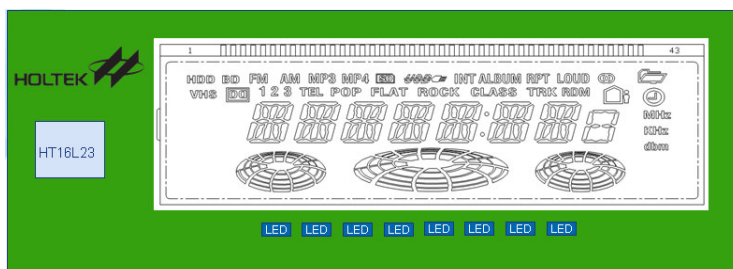 1 43
HOLTEK
HDD BD FM AM MP3 MP4 INT ALBUM RPT LOUD
VHS 1 2 3 TEL POP FLAT ROCK CLASS TRK RDM
MHz
KHz
dbm
HT16L23
LED LED LED LED LED LED LED LED